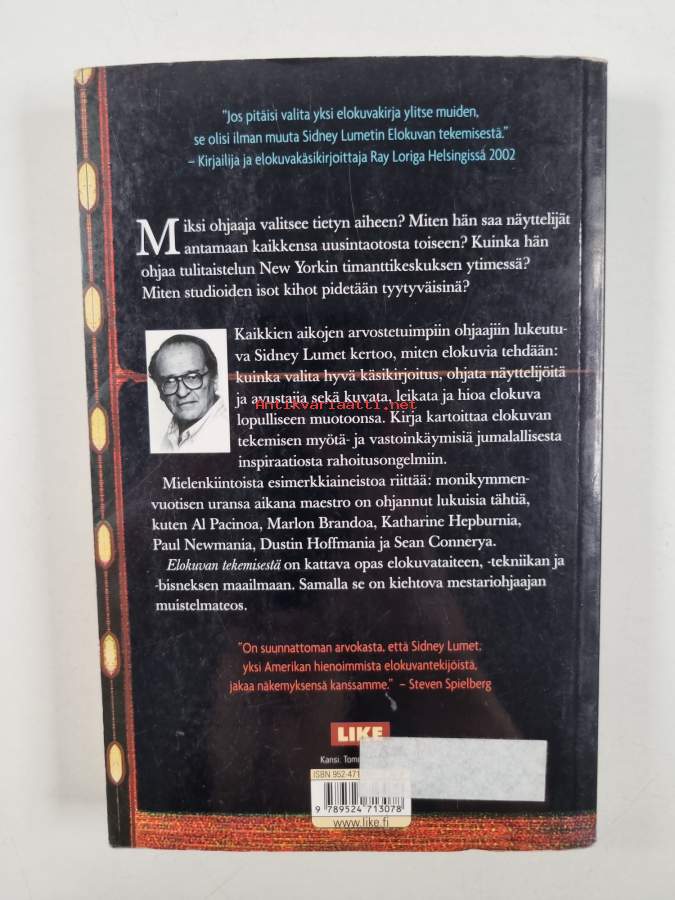 "Jos pitäisi valita yksi elokuvakirja ylitse muiden,
se olisi ilman muuta Sidney Lumetin Elokuvan tekemisestä."
– Kirjailija ja elokuvakäsikirjoittaja Ray Loriga Helsingissä 2002
Miksi ohjaaja valitsee tietyn aiheen? Miten hän saa näyttelijät
antamaan kaikkensa uusintaotosta toiseen? Kuinka hän
ohjaa tulitaistelun New Yorkin timanttikeskuksen ytimessä?
Miten studioiden isot kihot pidetään tyytyväisinä?
Kaikkien aikojen arvostetuimpiin ohjaajiin lukeutu-
va Sidney Lumet kertoo, miten elokuvia tehdään:
kuinka valita hyvä käsikirjoitus, ohjata näyttelijöitä
ja avustajia sekä kuvata, leikata ja hioa elokuva
Antikvariaatti.net
lopulliseen muotoonsa. Kirja kartoittaa elokuvan
tekemisen myötä- ja vastoinkäymisiä jumalallisesta
inspiraatiosta rahoitusongelmiin.
Mielenkiintoista esimerkkiaineistoa riittää: monikymmen-
vuotisen uransa aikana maestro on ohjannut lukuisia tähtiä,
kuten Al Pacinoa, Marlon Brandoa, Katharine Hepburnia,
Paul Newmania, Dustin Hoffmania ja Sean Connerya.
Elokuvan tekemisestä on kattava opas elokuvataiteen, -tekniikan ja
-bisneksen maailmaan. Samalla se on kiehtova mestariohjaajan
muistelmateos.
"On suunnattoman arvokasta, että Sidney Lumet,
yksi Amerikan hienoimmista elokuvantekijöistä,
jakaa näkemyksensä kanssamme." – Steven Spielberg
LIKE
Kansi: Tom
ISBN 952-471
9 789524 713078
www.like.fi